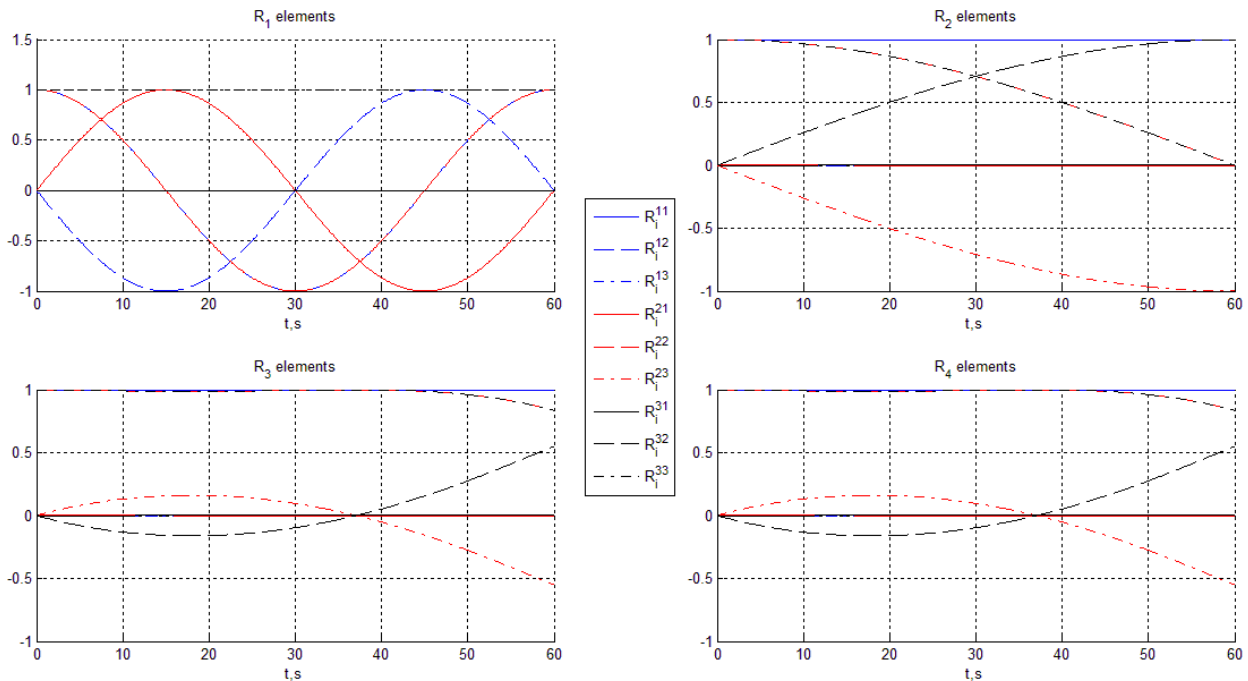 R₁ elements
1.5
1
0.5
0
-0.5
-1
0 10 20 30 40 50 60
t,s
R₂ elements
1
0.5
0
-0.5
-1
0 10 20 30 40 50 60
t,s
Rᵢ¹¹
Rᵢ¹²
Rᵢ¹³
Rᵢ²¹
Rᵢ²²
Rᵢ²³
Rᵢ³¹
Rᵢ³²
Rᵢ³³
R₃ elements
1
0.5
0
-0.5
-1
0 10 20 30 40 50 60
t,s
R₄ elements
1
0.5
0
-0.5
-1
0 10 20 30 40 50 60
t,s